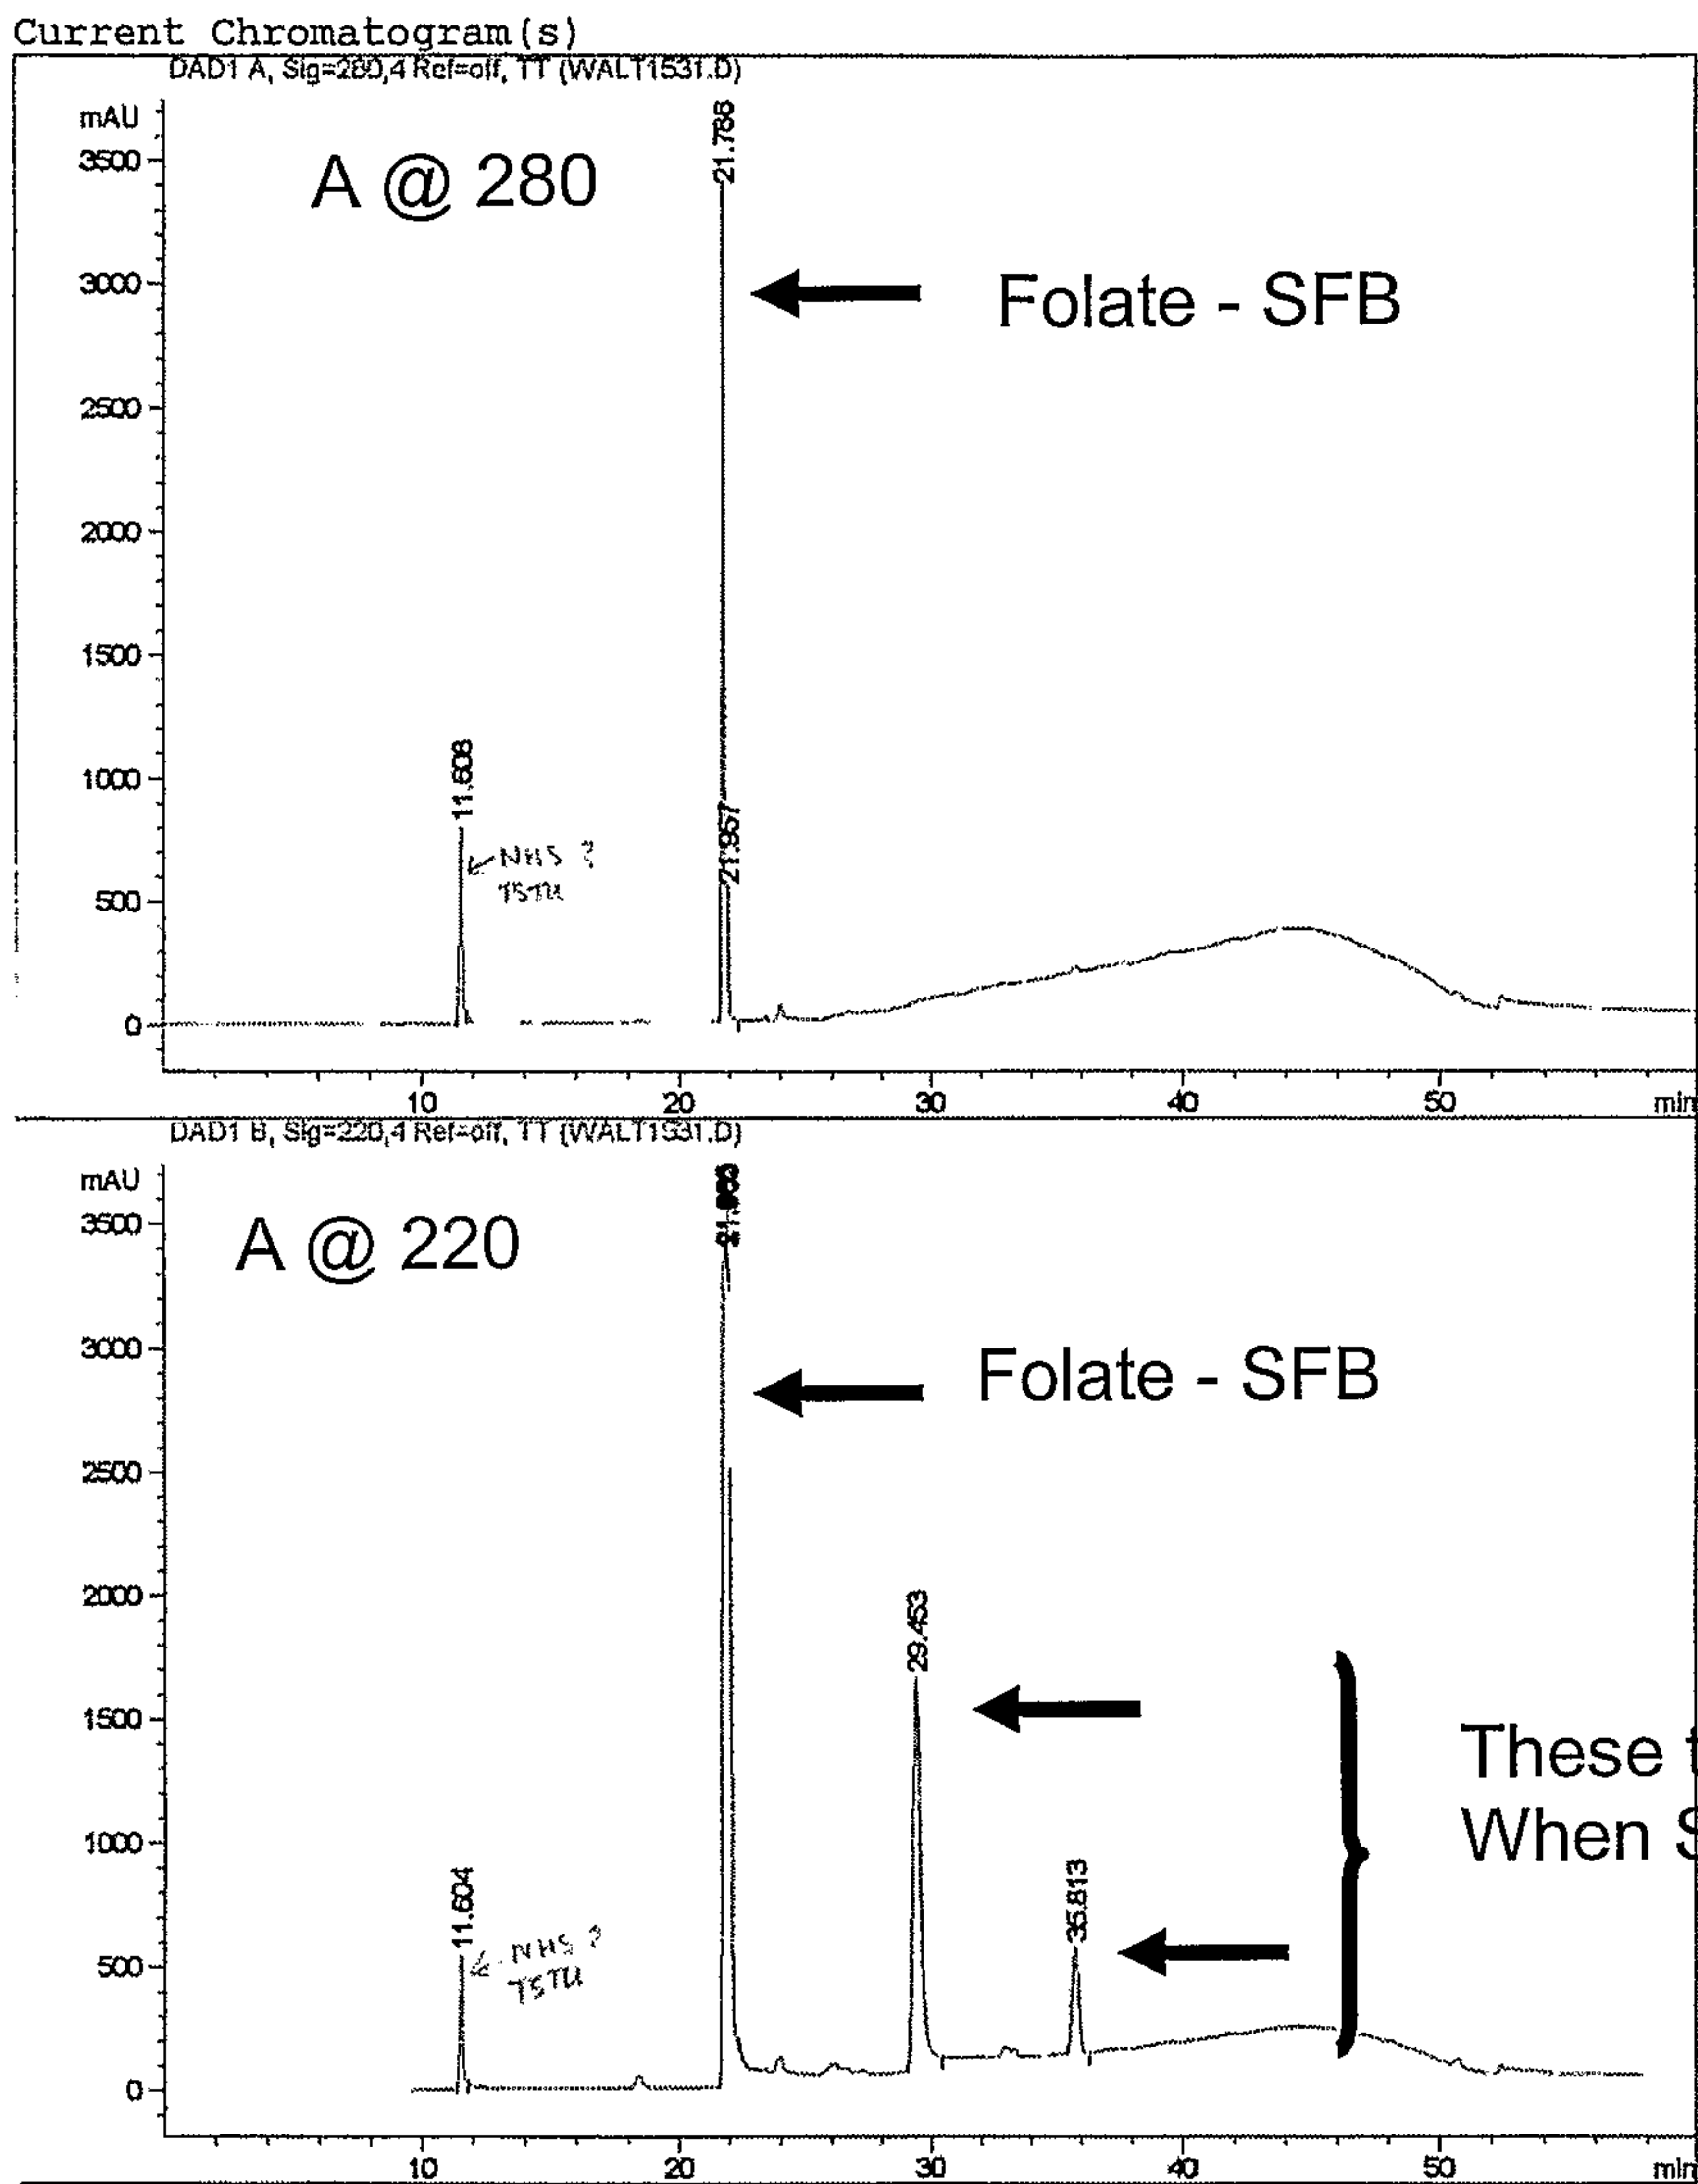 Current Chromatogram(s)
DAD1 A, Sig=280,4 Ref=off, TT (WALT1531.D)
mAU
3500
3000
2500
2000
1500
1000
500
0
A @ 280
21.788
Folate - SFB
11.608
21.957
NHS ?
TSTU
10 20 30 40 50 min
DAD1 B, Sig=220,4 Ref=off, TT (WALT1531.D)
mAU
3500
3000
2500
2000
1500
1000
500
0
A @ 220
Folate - SFB
29.453
These t
When S
35.813
11.604
NHS ?
TSTU
10 20 30 40 50 min